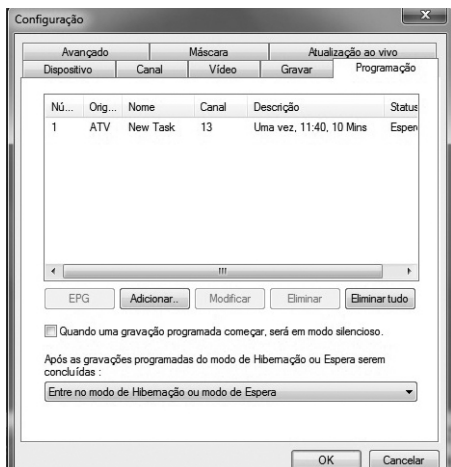 Configuração
x
Avançado Máscara Atualização ao vivo
Dispositivo Canal Vídeo Gravar Programação
Nú... Orig... Nome Canal Descrição Status
1 ATV New Task 13 Uma vez, 11:40, 10 Mins Esper
EPG Adicionar.. Modificar Eliminar Eliminar tudo
Quando uma gravação programada começar, será em modo silencioso.
Após as gravações programadas do modo de Hibernação ou Espera serem
concluídas :
Entre no modo de Hibernação ou modo de Espera
OK Cancelar